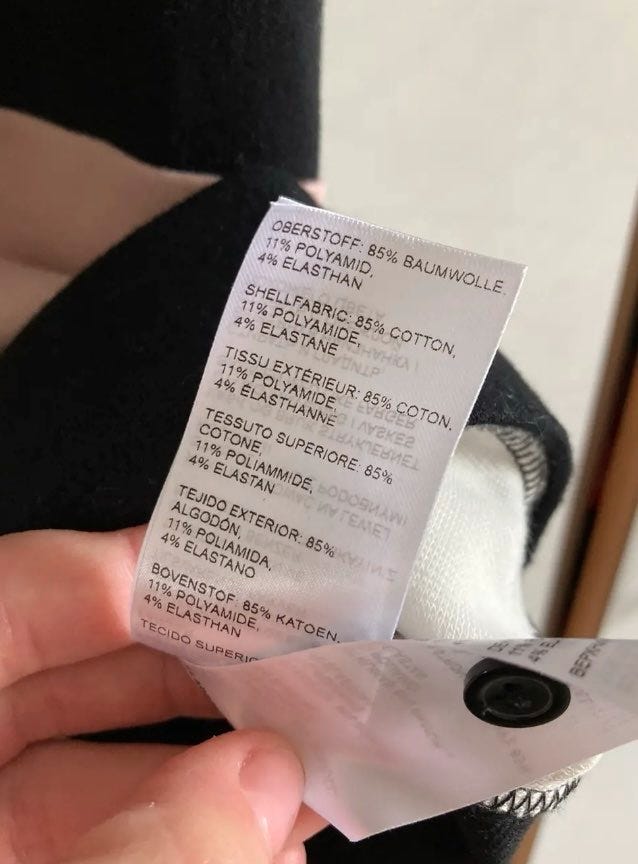 OBERSTOFF: 85% BAUMWOLLE,
11% POLYAMID,
4% ELASTHAN
SHELLFABRIC: 85% COTTON,
11% POLYAMIDE,
4% ELASTANE
TISSU EXTÉRIEUR: 85% COTON,
11% POLYAMIDE,
4% ELASTHANNE
TESSUTO SUPERIORE: 85%
COTONE,
11% POLIAMMIDE,
4% ELASTAN
TEJIDO EXTERIOR: 85%
ALGODÓN,
11% POLIAMIDA,
4% ELASTANO
BOVENSTOF: 85% KATOEN,
11% POLYAMIDE,
4% ELASTHAN
TECIDO SUPERIO